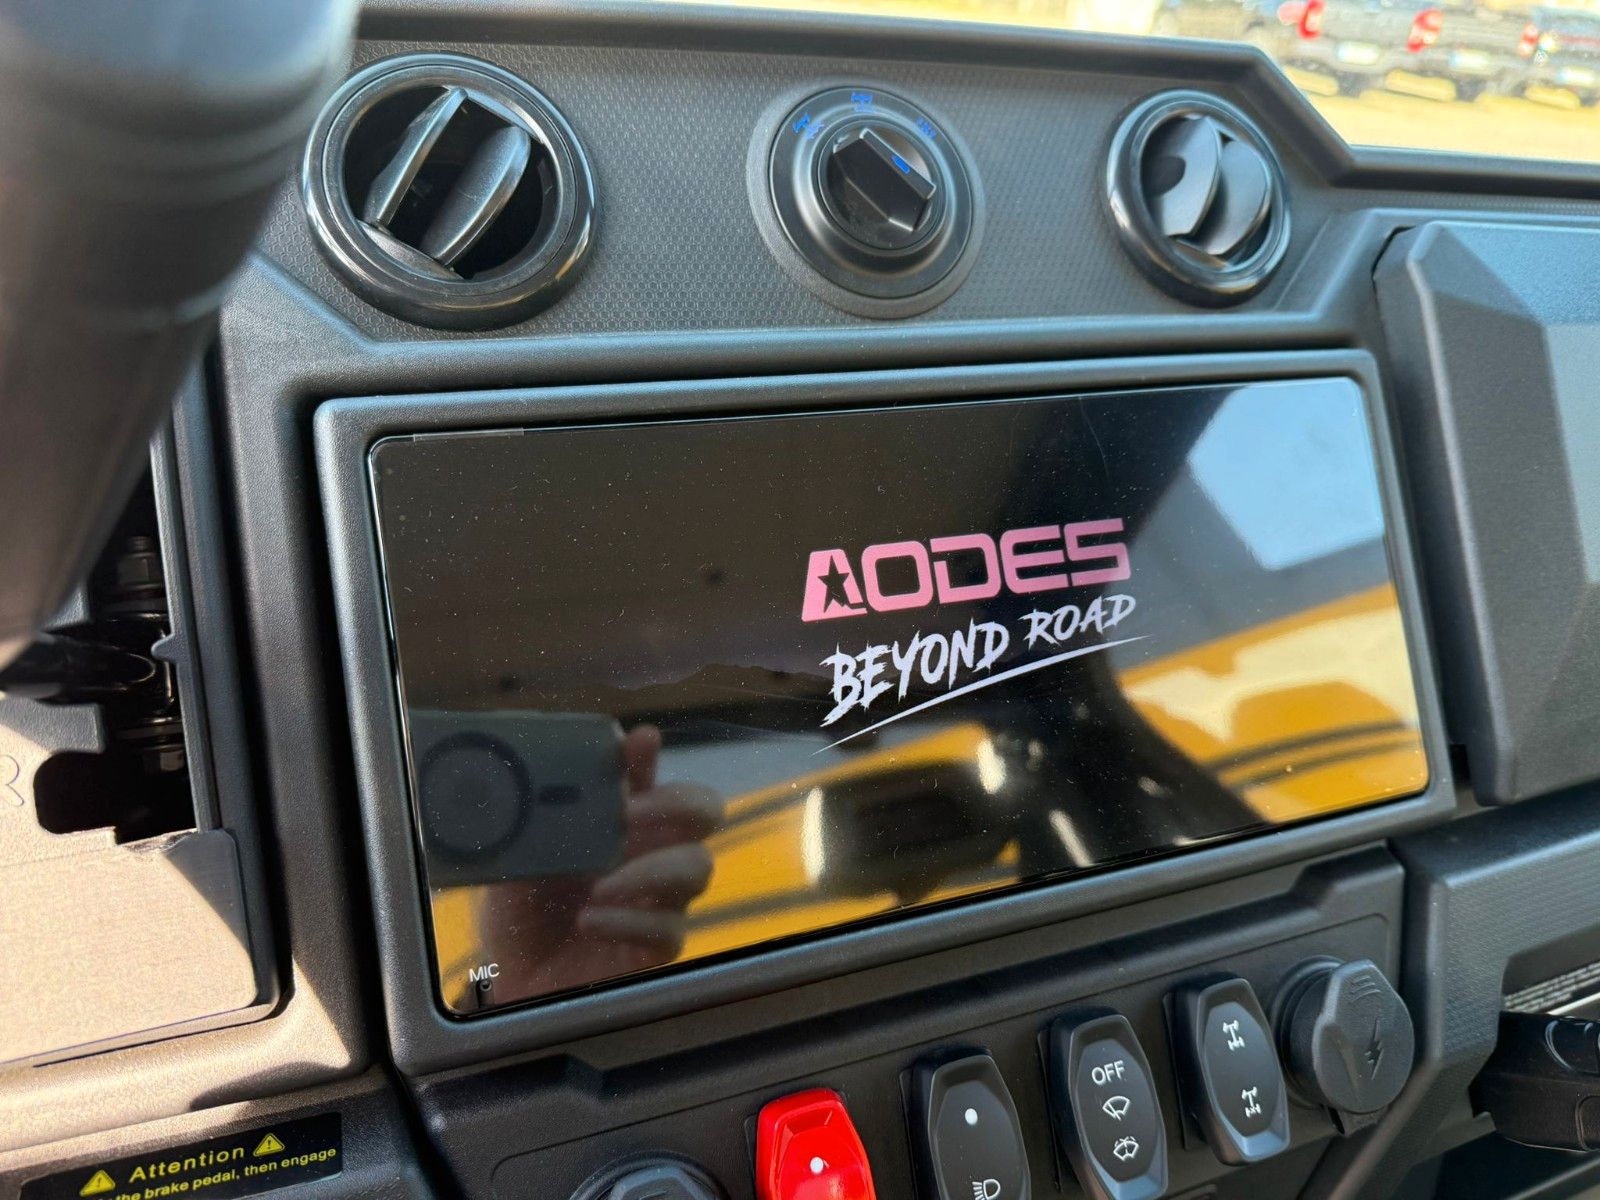 AODES
BEYOND ROAD
MIC
OFF
Attention
the brake pedal, then engage